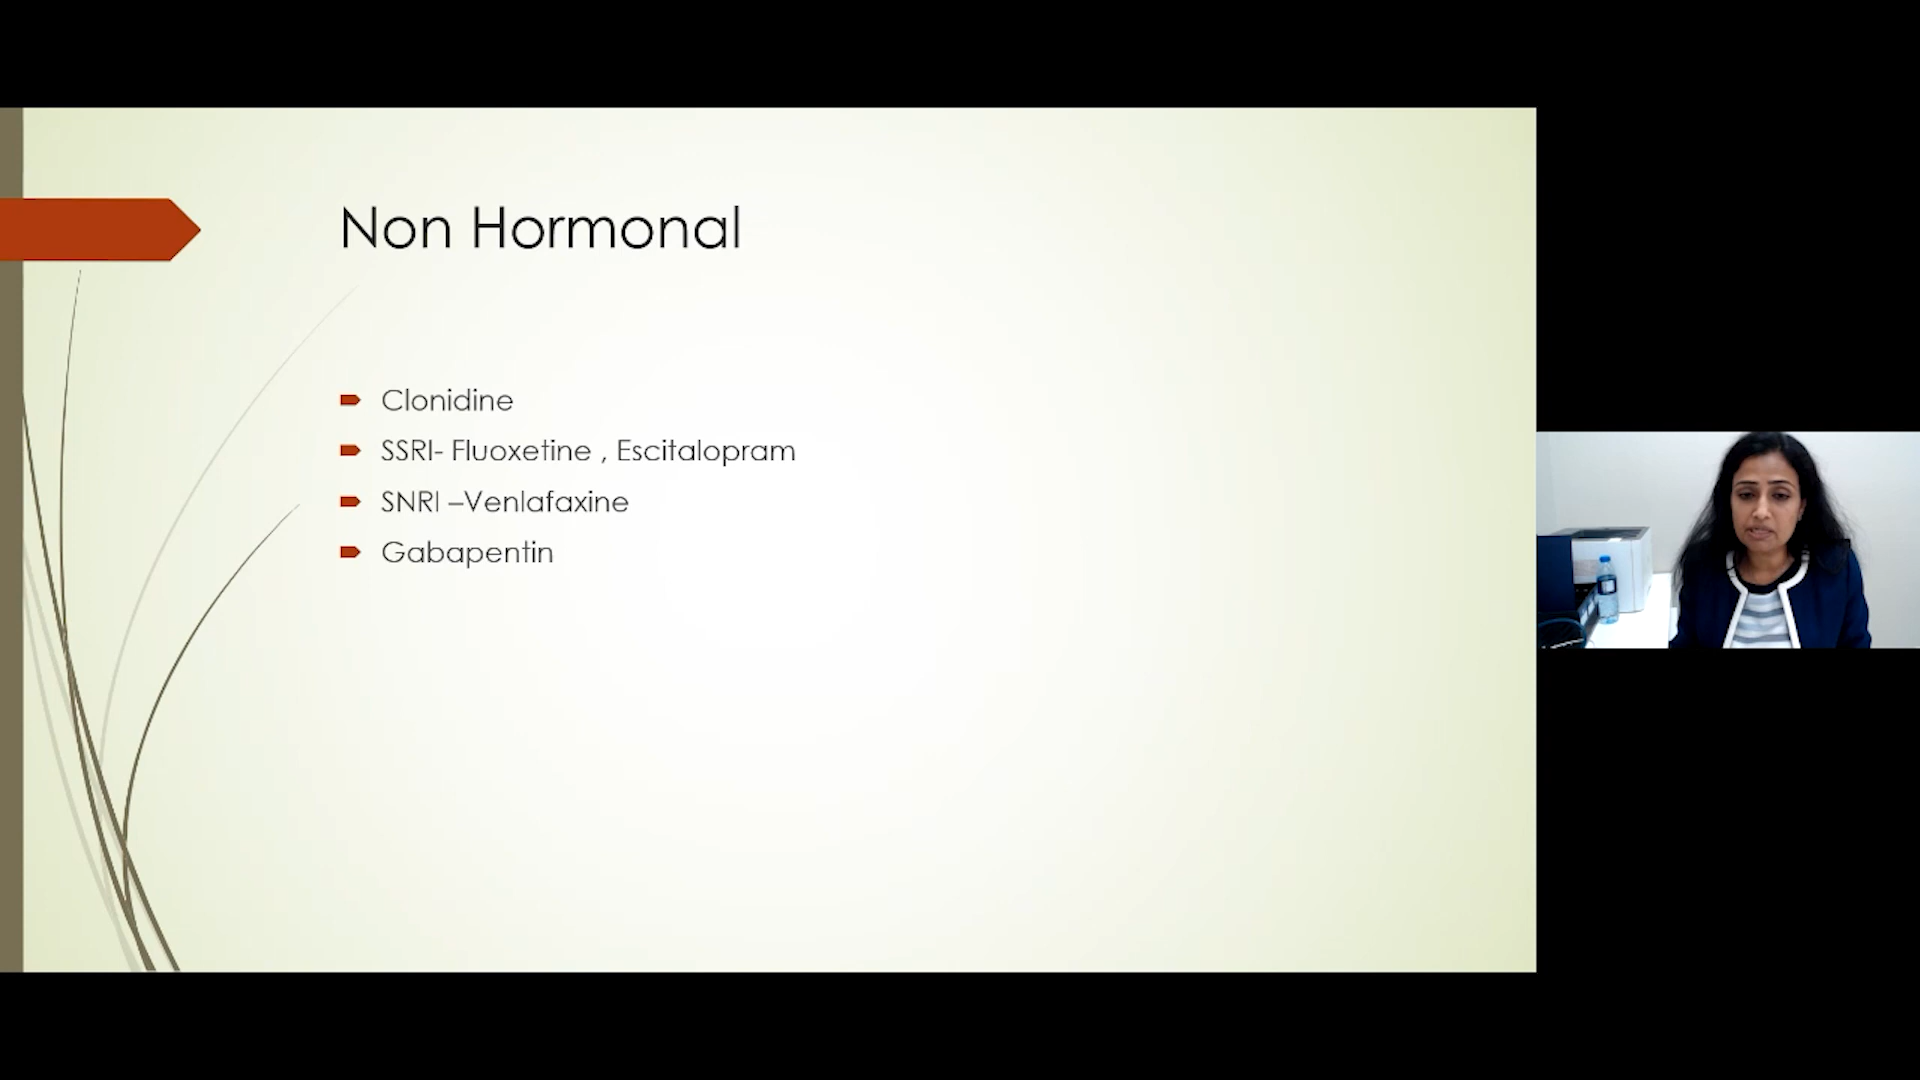 Non Hormonal
Clonidine
SSRI- Fluoxetine , Escitalopram
SNRI –Venlafaxine
Gabapentin